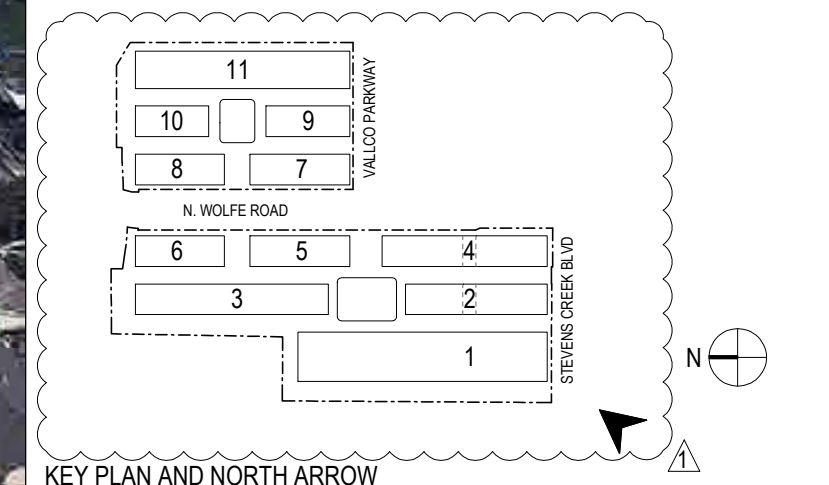 11
VALLCO PARKWAY
10
9
8
7
N. WOLFE ROAD
6
5
4
STEVENS CREEK BLVD
3
2
1
N
1
KEY PLAN AND NORTH ARROW